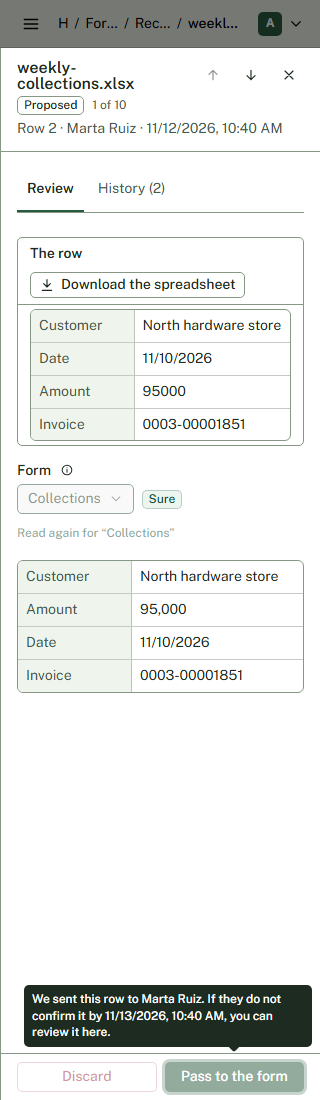 H / For... / Rec... / weekl... A
weekly-
collections.xlsx
Proposed 1 of 10
Row 2 · Marta Ruiz · 11/12/2026, 10:40 AM
Review History (2)
The row
Download the spreadsheet
Customer North hardware store
Date 11/10/2026
Amount 95000
Invoice 0003-00001851
Form
Collections Sure
Read again for “Collections”
Customer North hardware store
Amount 95,000
Date 11/10/2026
Invoice 0003-00001851
We sent this row to Marta Ruiz. If they do not
confirm it by 11/13/2026, 10:40 AM, you can
review it here.
Discard Pass to the form